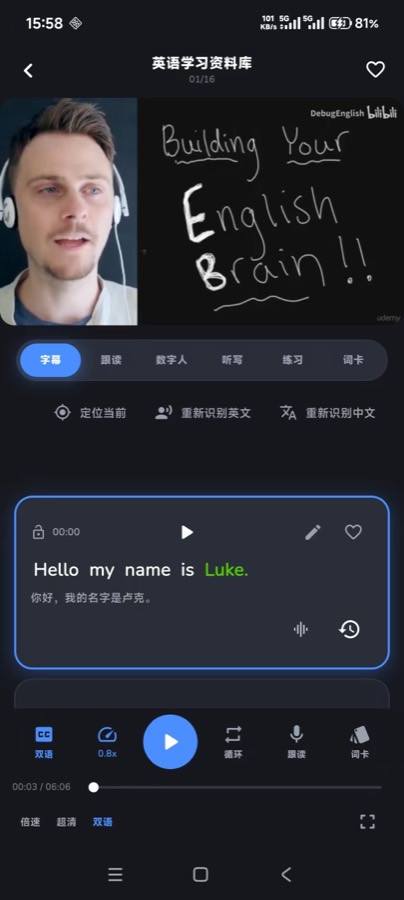 15:58
101 KB/s 5G 5G 81%
英语学习资料库
01/16
DebugEnglish bilibili
Building Your
English
Brain !!
udemy
字幕 跟读 数字人 听写 练习 词卡
定位当前 重新识别英文 重新识别中文
00:00
Hello my name is Luke.
你好，我的名字是卢克。
CC
双语 0.8x 循环 跟读 词卡
00:03 / 06:06
倍速 超清 双语